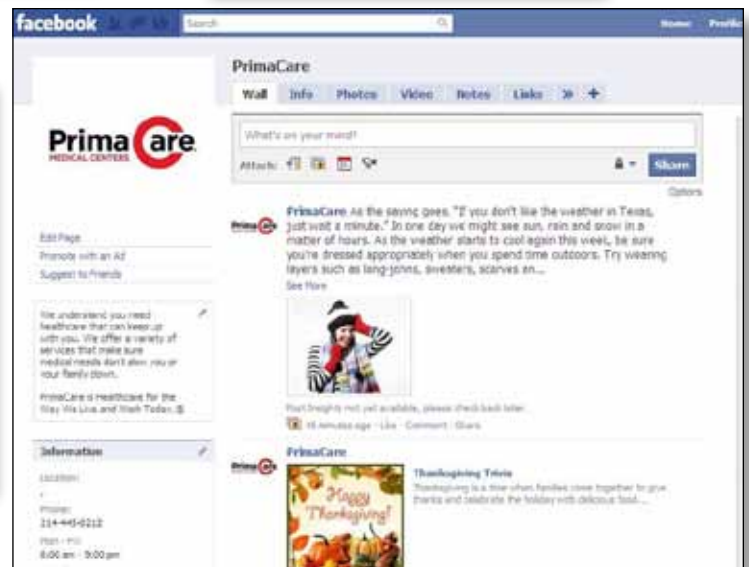 facebook
Search
Home
Profile
PrimaCare
MEDICAL CENTERS
Edit Page
Promote with an Ad
Suggest to Friends
We understand you need
healthcare that can keep up
with you. We offer a variety of
services that make sure
medical needs don't slow you or
your family down.
PrimaCare is Healthcare for the
Way We Live and Work Today.
Information
Location:
Phone:
Mon - Fri:
8:00 am - 9:00 pm
PrimaCare
Wall Info Photos Video Notes Links » +
What's on your mind?
Attach:
Share
Options
PrimaCare
PrimaCare As the saying goes, "If you don't like the weather in Texas,
just wait a minute." In one day we might see sun, rain and snow in a
matter of hours. As the weather starts to cool again this week, be sure
you're dressed appropriately when you spend time outdoors. Try wearing
layers such as long-johns, sweaters, scarves an...
See More
Post Insights not yet available, please check back later.
minutes ago · Like · Comment · Share
PrimaCare
PrimaCare
Happy
Thanksgiving!
Thanksgiving Trivia
Thanksgiving is a time when families come together to give
thanks and celebrate the holiday with delicious food...